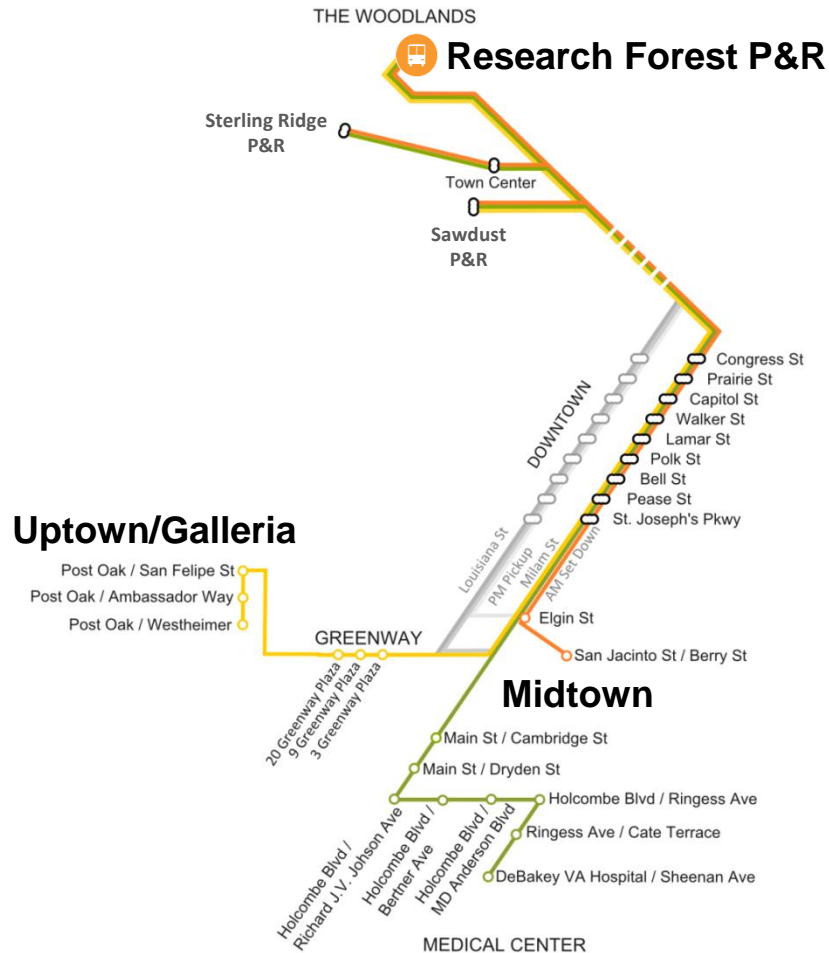 THE WOODLANDS
Research Forest P&R
Sterling Ridge
P&R
Town Center
Sawdust
P&R
Congress St
Prairie St
Capitol St
Walker St
Lamar St
Polk St
Bell St
Pease St
St. Joseph's Pkwy
DOWNTOWN
Louisiana St
PM Pickup
Milam St
AM Set Down
Uptown/Galleria
Post Oak / San Felipe St
Post Oak / Ambassador Way
Post Oak / Westheimer
GREENWAY
20 Greenway Plaza
9 Greenway Plaza
3 Greenway Plaza
Elgin St
San Jacinto St / Berry St
Midtown
Main St / Cambridge St
Main St / Dryden St
Holcombe Blvd /
Richard J.V. Johson Ave
Holcombe Blvd /
Bertner Ave
Holcombe Blvd /
MD Anderson Blvd
Holcombe Blvd / Ringess Ave
Ringess Ave / Cate Terrace
DeBakey VA Hospital / Sheenan Ave
MEDICAL CENTER